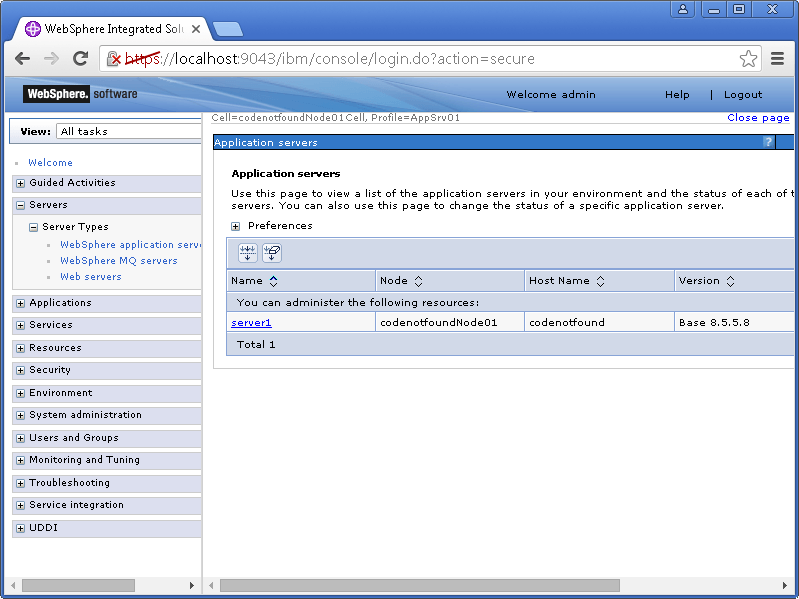 WebSphere Integrated Solu
https://localhost:9043/ibm/console/login.do?action=secure
WebSphere. software
Welcome admin
Help | Logout
Cell=codenotfoundNode01Cell, Profile=AppSrv01
Close page
View: All tasks
Welcome
Guided Activities
Servers
Server Types
WebSphere application serve
WebSphere MQ servers
Web servers
Applications
Services
Resources
Security
Environment
System administration
Users and Groups
Monitoring and Tuning
Troubleshooting
Service integration
UDDI
Application servers
?
Application servers
Use this page to view a list of the application servers in your environment and the status of each of t
servers. You can also use this page to change the status of a specific application server.
Preferences
Name Node Host Name Version
You can administer the following resources:
server1 codenotfoundNode01 codenotfound Base 8.5.5.8
Total 1